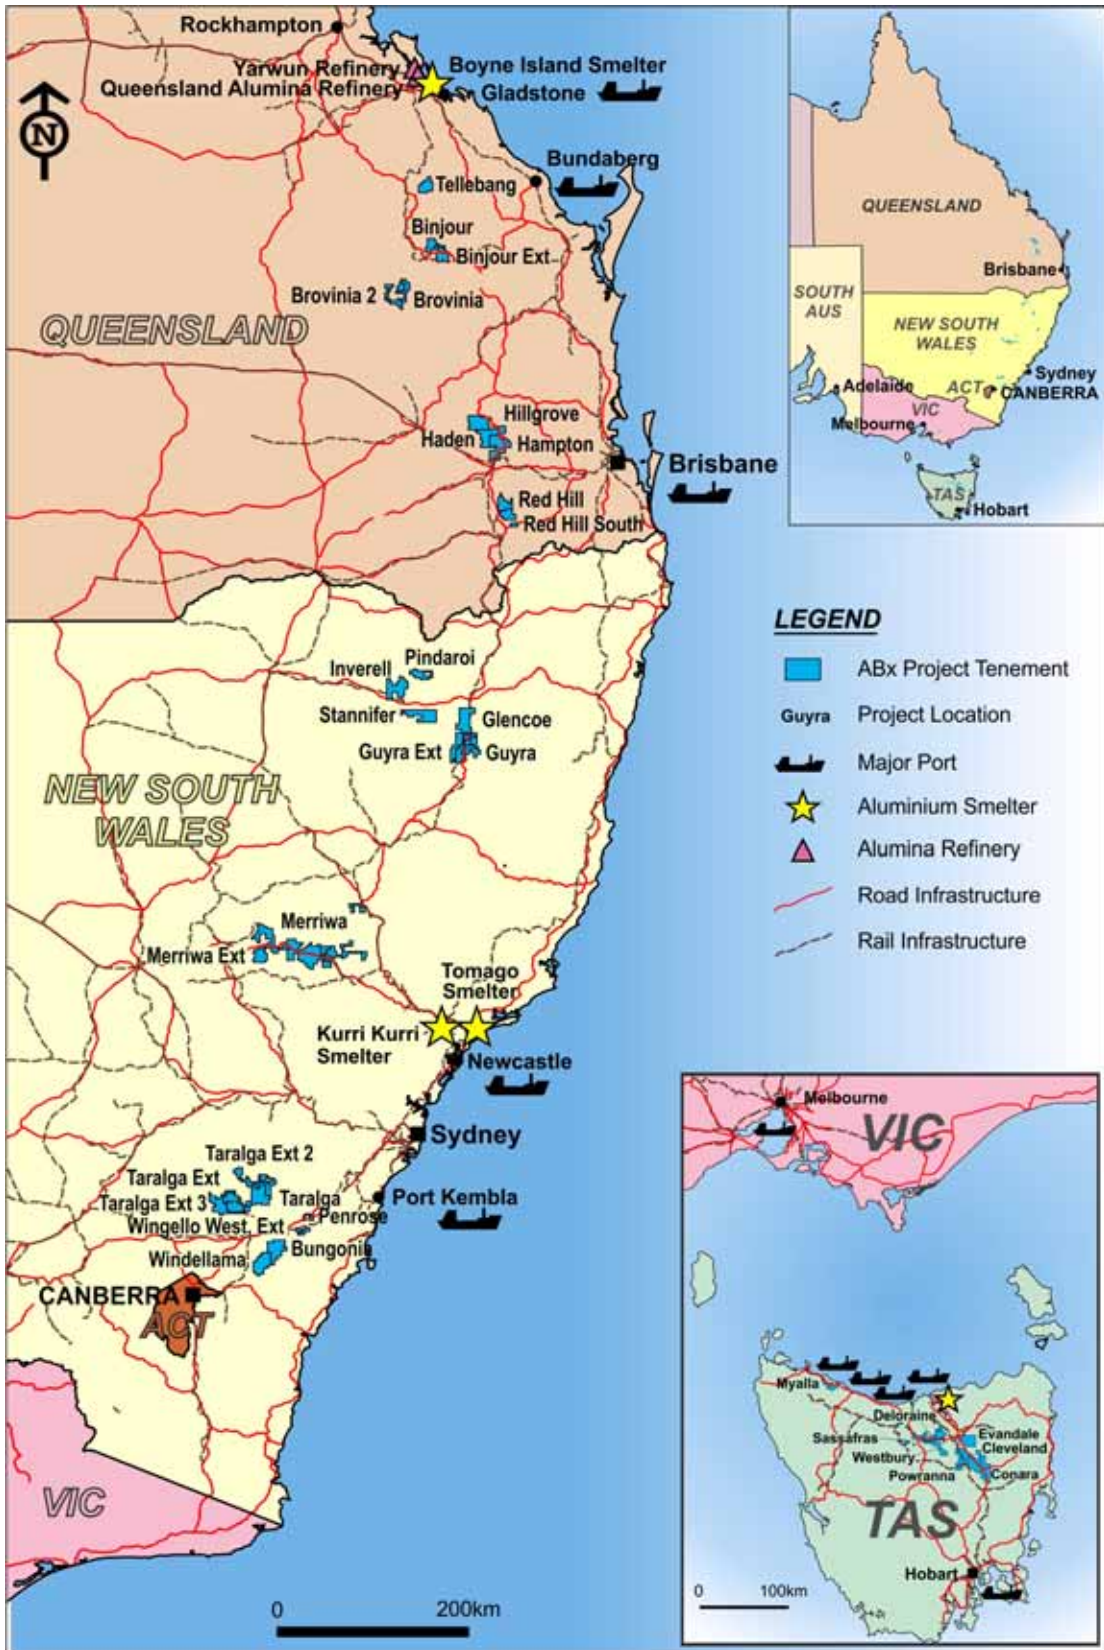 Rockhampton
Yarwun Refinery
Boyne Island Smelter
Queensland Alumina Refinery
Gladstone
N
Bundaberg
Tellebang
Binjour
Binjour Ext
Brovinia 2
Brovinia
QUEENSLAND
Hillgrove
Haden
Hampton
Brisbane
Red Hill
Red Hill South
Pindaroi
Inverell
Stannifer
Glencoe
Guyra Ext
Guyra
NEW SOUTH
WALES
Merriwa
Merriwa Ext
Tomago
Smelter
Kurri Kurri
Smelter
Newcastle
Sydney
Taralga Ext 2
Taralga Ext
Taralga Ext 3
Taralga
Port Kembla
Penrose
Wingello West, Ext
Bungonia
Windellama
CANBERRA
ACT
VIC
0
200km
QUEENSLAND
Brisbane
SOUTH
AUS
NEW SOUTH
WALES
Sydney
Adelaide
ACT
CANBERRA
VIC
Melbourne
TAS
Hobart
LEGEND
ABx Project Tenement
Guyra Project Location
Major Port
Aluminium Smelter
Alumina Refinery
Road Infrastructure
Rail Infrastructure
Melbourne
VIC
Myalla
Deloraine
Sassafras
Evandale
Cleveland
Westbury
Powranna
Conara
TAS
Hobart
0
100km